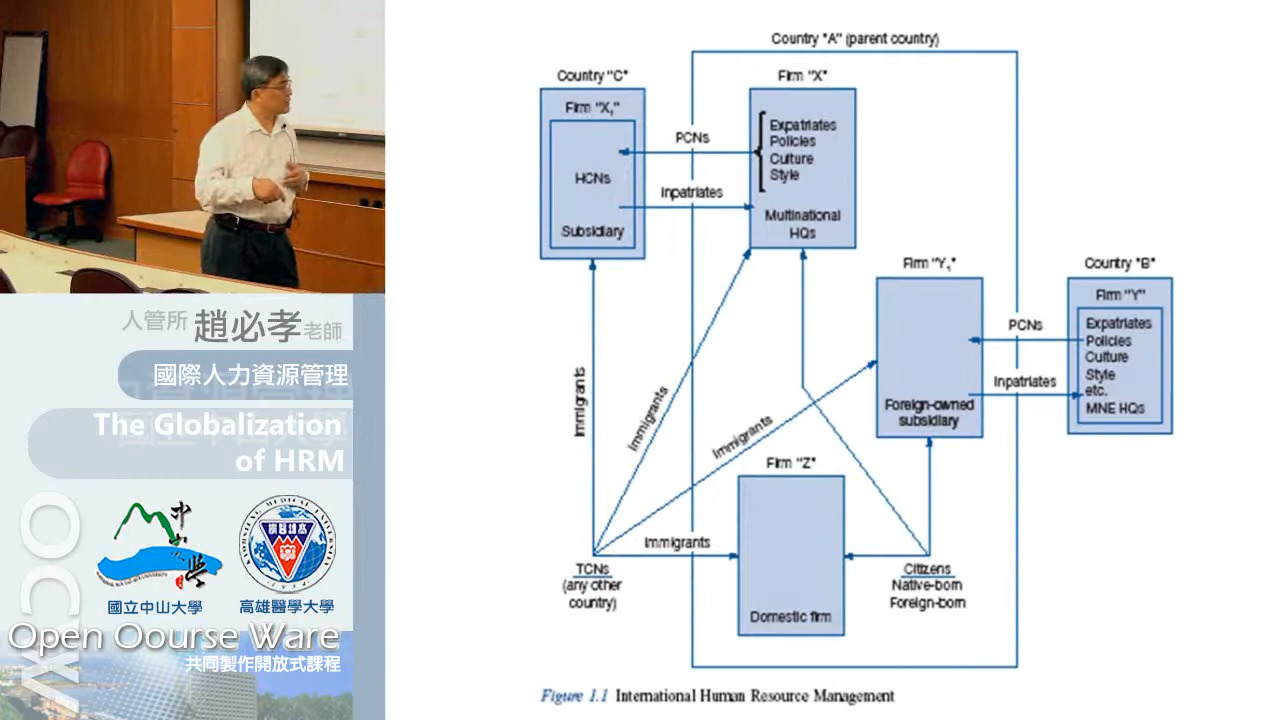 人管所 趙必孝 老師
國際人力資源管理
The Globalization
of HRM
國立中山大學
高雄醫學大學
Open Oourse Ware
共同製作開放式課程
OCW
Country "A" (parent country)
Country "C"
Firm "X"
Firm "X₁"
Expatriates
Policies
Culture
Style
PCNs
HCNs
Inpatriates
Multinational
HQs
Subsidiary
Firm "Y₁"
Country "B"
Firm "Y"
PCNs
Expatriates
Policies
Culture
Style
etc.
MNE HQs
Inpatriates
Foreign-owned
subsidiary
Immigrants
Immigrants
Immigrants
Firm "Z"
Immigrants
TCNs
(any other
country)
Citizens
Native-born
Foreign-born
Domestic firm
Figure 1.1 International Human Resource Management